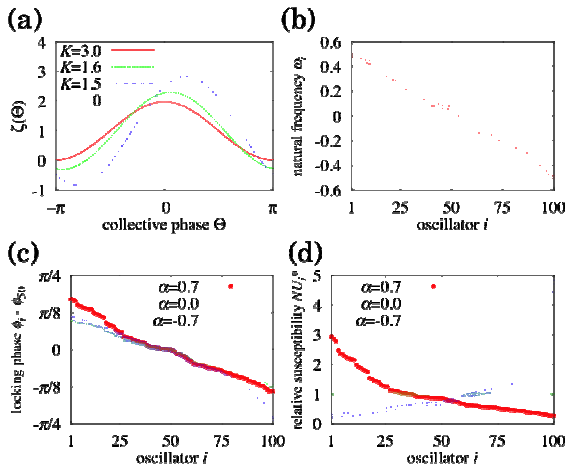 (a)
4
3
2
1
0
-1
ζ(Θ)
K=3.0
K=1.6
K=1.5
0
-π
0
π
collective phase Θ
(b)
0.6
0.4
0.2
0
-0.2
-0.4
-0.6
natural frequency ωi
1
25
50
75
100
oscillator i
(c)
π/4
π/8
0
-π/8
-π/4
locking phase ϕi - ϕ50
α=0.7
α=0.0
α=-0.7
1
25
50
75
100
oscillator i
(d)
5
4
3
2
1
0
relative susceptibility NUi*
α=0.7
α=0.0
α=-0.7
1
25
50
75
100
oscillator i